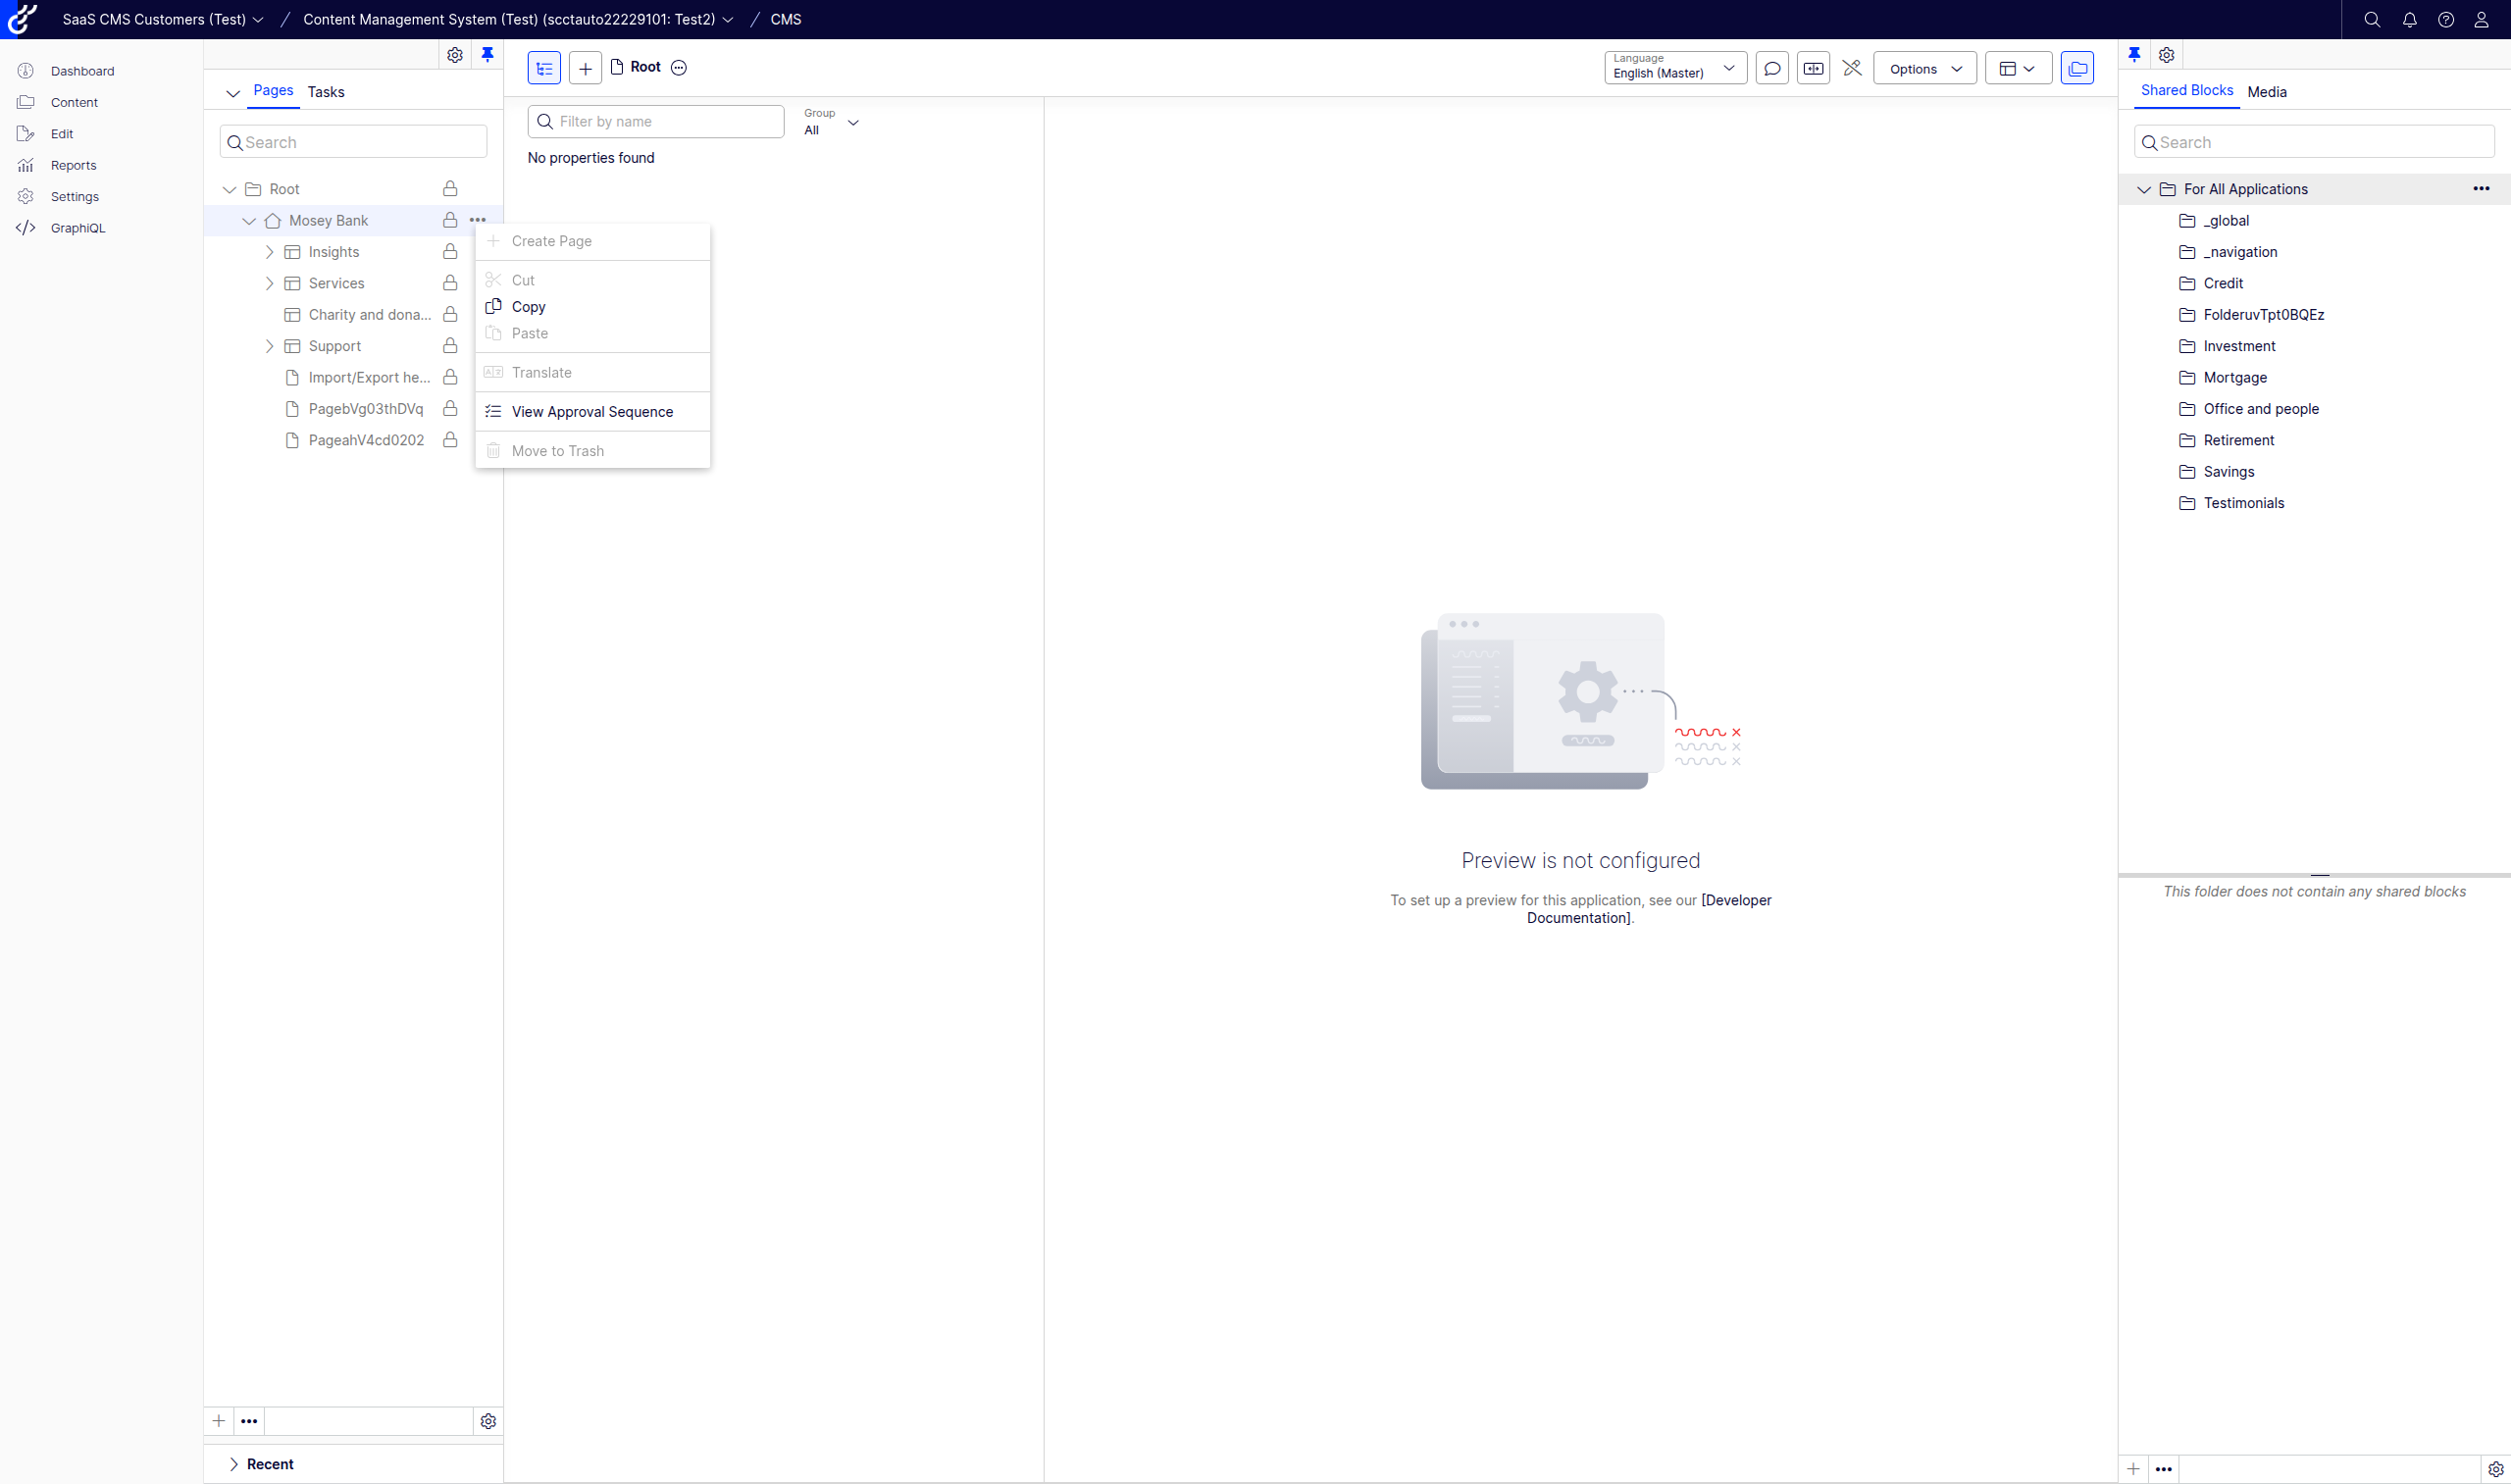 SaaS CMS Customers (Test) / Content Management System (Test) (scctauto22229101: Test2) / CMS
Dashboard
Content
Edit
Reports
Settings
GraphiQL
Pages Tasks
Search
Root
Mosey Bank
Insights
Services
Charity and dona...
Support
Import/Export he...
PagebVg03thDVq
PageahV4cd0202
Recent
Create Page
Cut
Copy
Paste
Translate
View Approval Sequence
Move to Trash
Root
Language
English (Master)
Options
Filter by name
Group
All
No properties found
Preview is not configured
To set up a preview for this application, see our [Developer
Documentation].
Shared Blocks Media
Search
For All Applications
_global
_navigation
Credit
FolderuvTpt0BQEz
Investment
Mortgage
Office and people
Retirement
Savings
Testimonials
This folder does not contain any shared blocks